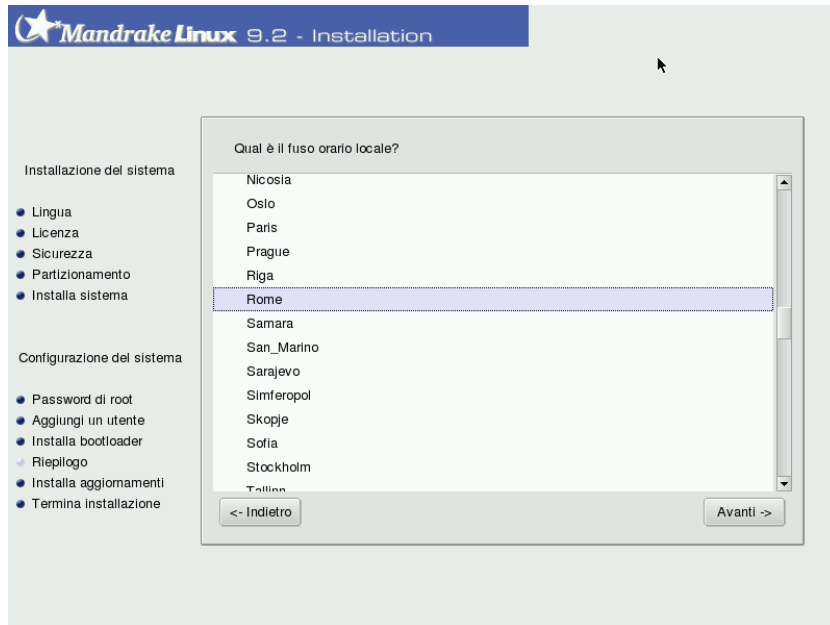 MandrakeLinux 9.2 - Installation
Installazione del sistema
Lingua
Licenza
Sicurezza
Partizionamento
Installa sistema
Configurazione del sistema
Password di root
Aggiungi un utente
Installa bootloader
Riepilogo
Installa aggiornamenti
Termina installazione
Qual è il fuso orario locale?
Nicosia
Oslo
Paris
Prague
Riga
Rome
Samara
San_Marino
Sarajevo
Simferopol
Skopje
Sofia
Stockholm
Tallinn
<- Indietro
Avanti ->